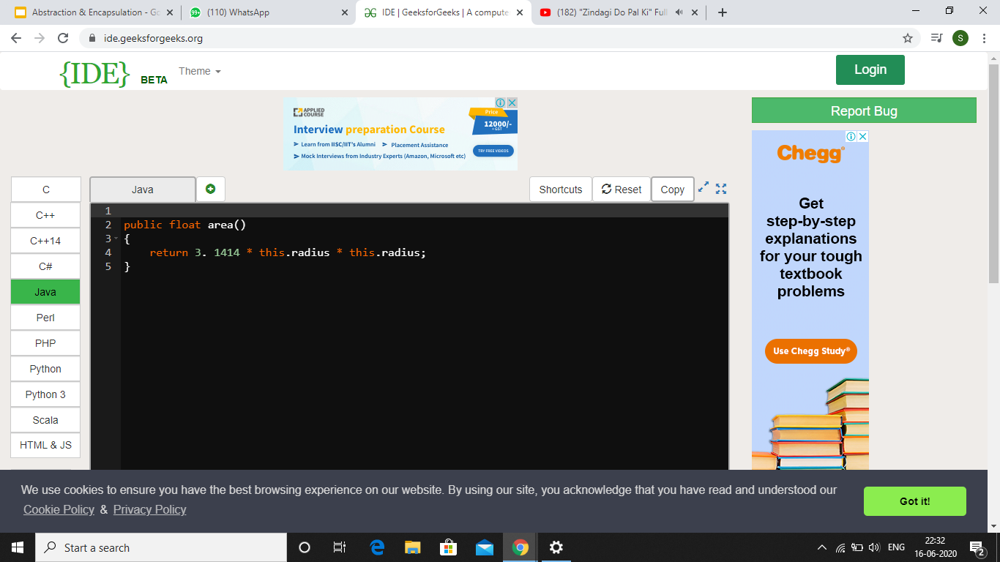 Abstraction & Encapsulation - Go
(110) WhatsApp
IDE | GeeksforGeeks | A compute
(182) "Zindagi Do Pal Ki" Full
ide.geeksforgeeks.org
S
{IDE} BETA
Theme
Login
APPLIED COURSE
Interview preparation Course
Learn from IISC/IIT's Alumni
Placement Assistance
Mock Interviews from Industry Experts (Amazon, Microsoft etc)
Price
12000/-
+ GST
TRY FREE VIDEOS
Report Bug
Chegg®
Get
step-by-step
explanations
for your tough
textbook
problems
Use Chegg Study®
C
C++
C++14
C#
Java
Perl
PHP
Python
Python 3
Scala
HTML & JS
Java
Shortcuts
Reset
Copy
1
2 public float area()
3 {
4 return 3. 1414 * this.radius * this.radius;
5 }
We use cookies to ensure you have the best browsing experience on our website. By using our site, you acknowledge that you have read and understood our
Cookie Policy & Privacy Policy
Got it!
Start a search
ENG
22:32
16-06-2020
2